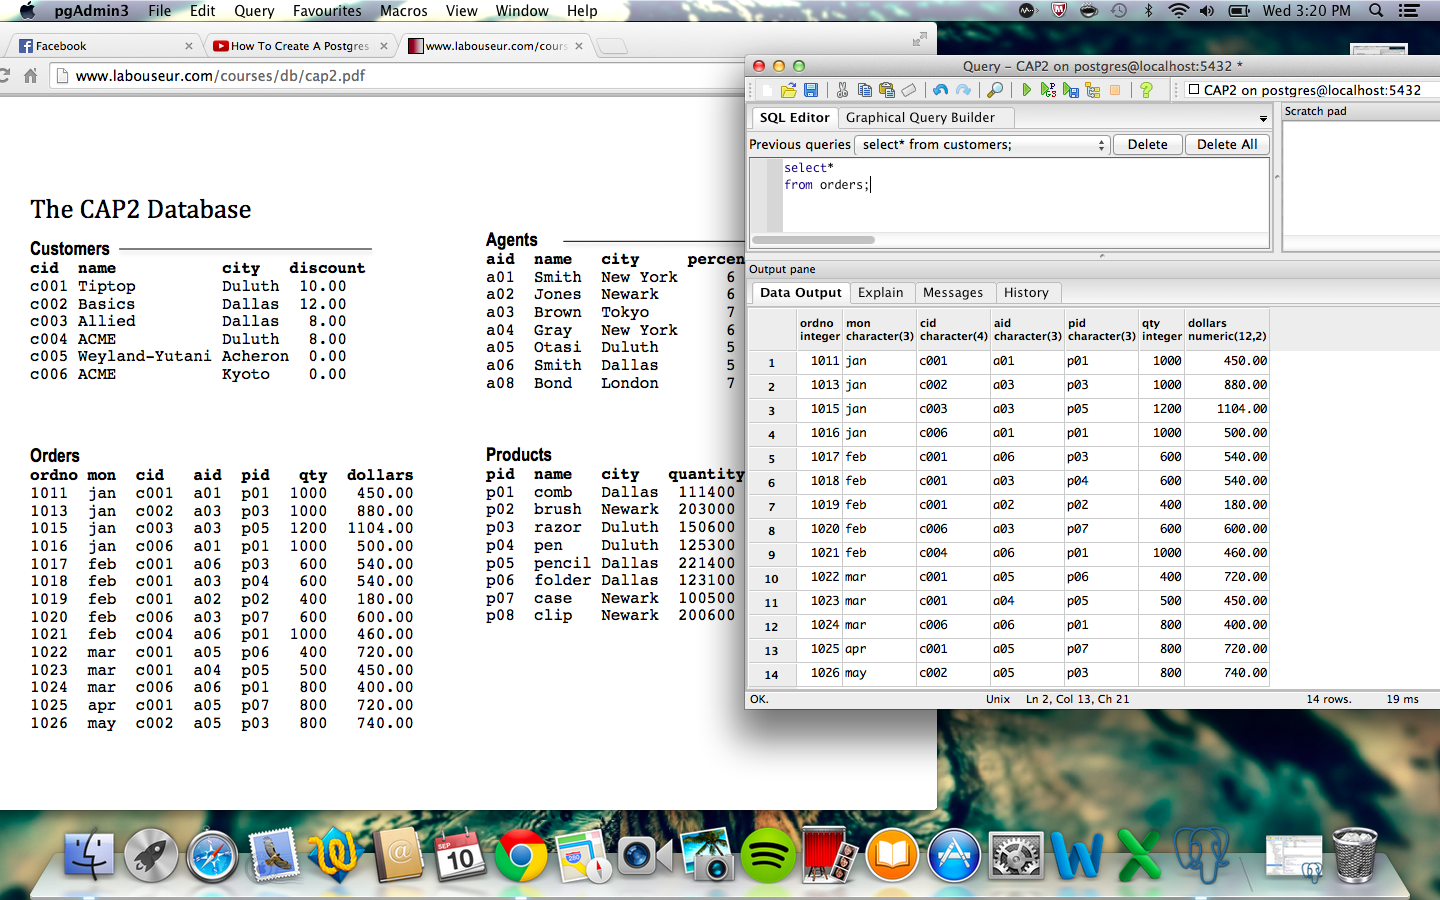 pgAdmin3 File Edit Query Favourites Macros View Window Help Wed 3:20 PM
Facebook How To Create A Postgres www.labouseur.com/cours
www.labouseur.com/courses/db/cap2.pdf
The CAP2 Database
Customers
cid name city discount
c001 Tiptop Duluth 10.00
c002 Basics Dallas 12.00
c003 Allied Dallas 8.00
c004 ACME Duluth 8.00
c005 Weyland-Yutani Acheron 0.00
c006 ACME Kyoto 0.00
Agents
aid name city percen
a01 Smith New York 6
a02 Jones Newark 6
a03 Brown Tokyo 7
a04 Gray New York 6
a05 Otasi Duluth 5
a06 Smith Dallas 5
a08 Bond London 7
Orders
ordno mon cid aid pid qty dollars
1011 jan c001 a01 p01 1000 450.00
1013 jan c002 a03 p03 1000 880.00
1015 jan c003 a03 p05 1200 1104.00
1016 jan c006 a01 p01 1000 500.00
1017 feb c001 a06 p03 600 540.00
1018 feb c001 a03 p04 600 540.00
1019 feb c001 a02 p02 400 180.00
1020 feb c006 a03 p07 600 600.00
1021 feb c004 a06 p01 1000 460.00
1022 mar c001 a05 p06 400 720.00
1023 mar c001 a04 p05 500 450.00
1024 mar c006 a06 p01 800 400.00
1025 apr c001 a05 p07 800 720.00
1026 may c002 a05 p03 800 740.00
Products
pid name city quantity
p01 comb Dallas 111400
p02 brush Newark 203000
p03 razor Duluth 150600
p04 pen Duluth 125300
p05 pencil Dallas 221400
p06 folder Dallas 123100
p07 case Newark 100500
p08 clip Newark 200600
Query – CAP2 on postgres@localhost:5432 *
CAP2 on postgres@localhost:5432
SQL Editor Graphical Query Builder
Scratch pad
Previous queries select* from customers; Delete Delete All
select*
from orders;
Output pane
Data Output Explain Messages History
ordno mon cid aid pid qty dollars
integer character(3) character(4) character(3) character(3) integer numeric(12,2)
1 1011 jan c001 a01 p01 1000 450.00
2 1013 jan c002 a03 p03 1000 880.00
3 1015 jan c003 a03 p05 1200 1104.00
4 1016 jan c006 a01 p01 1000 500.00
5 1017 feb c001 a06 p03 600 540.00
6 1018 feb c001 a03 p04 600 540.00
7 1019 feb c001 a02 p02 400 180.00
8 1020 feb c006 a03 p07 600 600.00
9 1021 feb c004 a06 p01 1000 460.00
10 1022 mar c001 a05 p06 400 720.00
11 1023 mar c001 a04 p05 500 450.00
12 1024 mar c006 a06 p01 800 400.00
13 1025 apr c001 a05 p07 800 720.00
14 1026 may c002 a05 p03 800 740.00
OK. Unix Ln 2, Col 13, Ch 21 14 rows. 19 ms
SEP
10
280